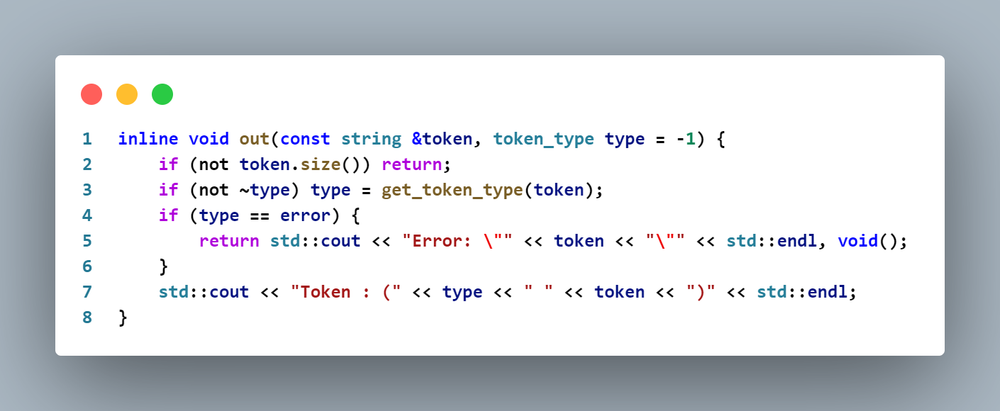 1 inline void out(const string &token, token_type type = -1) {
2     if (not token.size()) return;
3     if (not ~type) type = get_token_type(token);
4     if (type == error) {
5         return std::cout << "Error: \"" << token << "\"" << std::endl, void();
6     }
7     std::cout << "Token : (" << type << " " << token << ")" << std::endl;
8 }